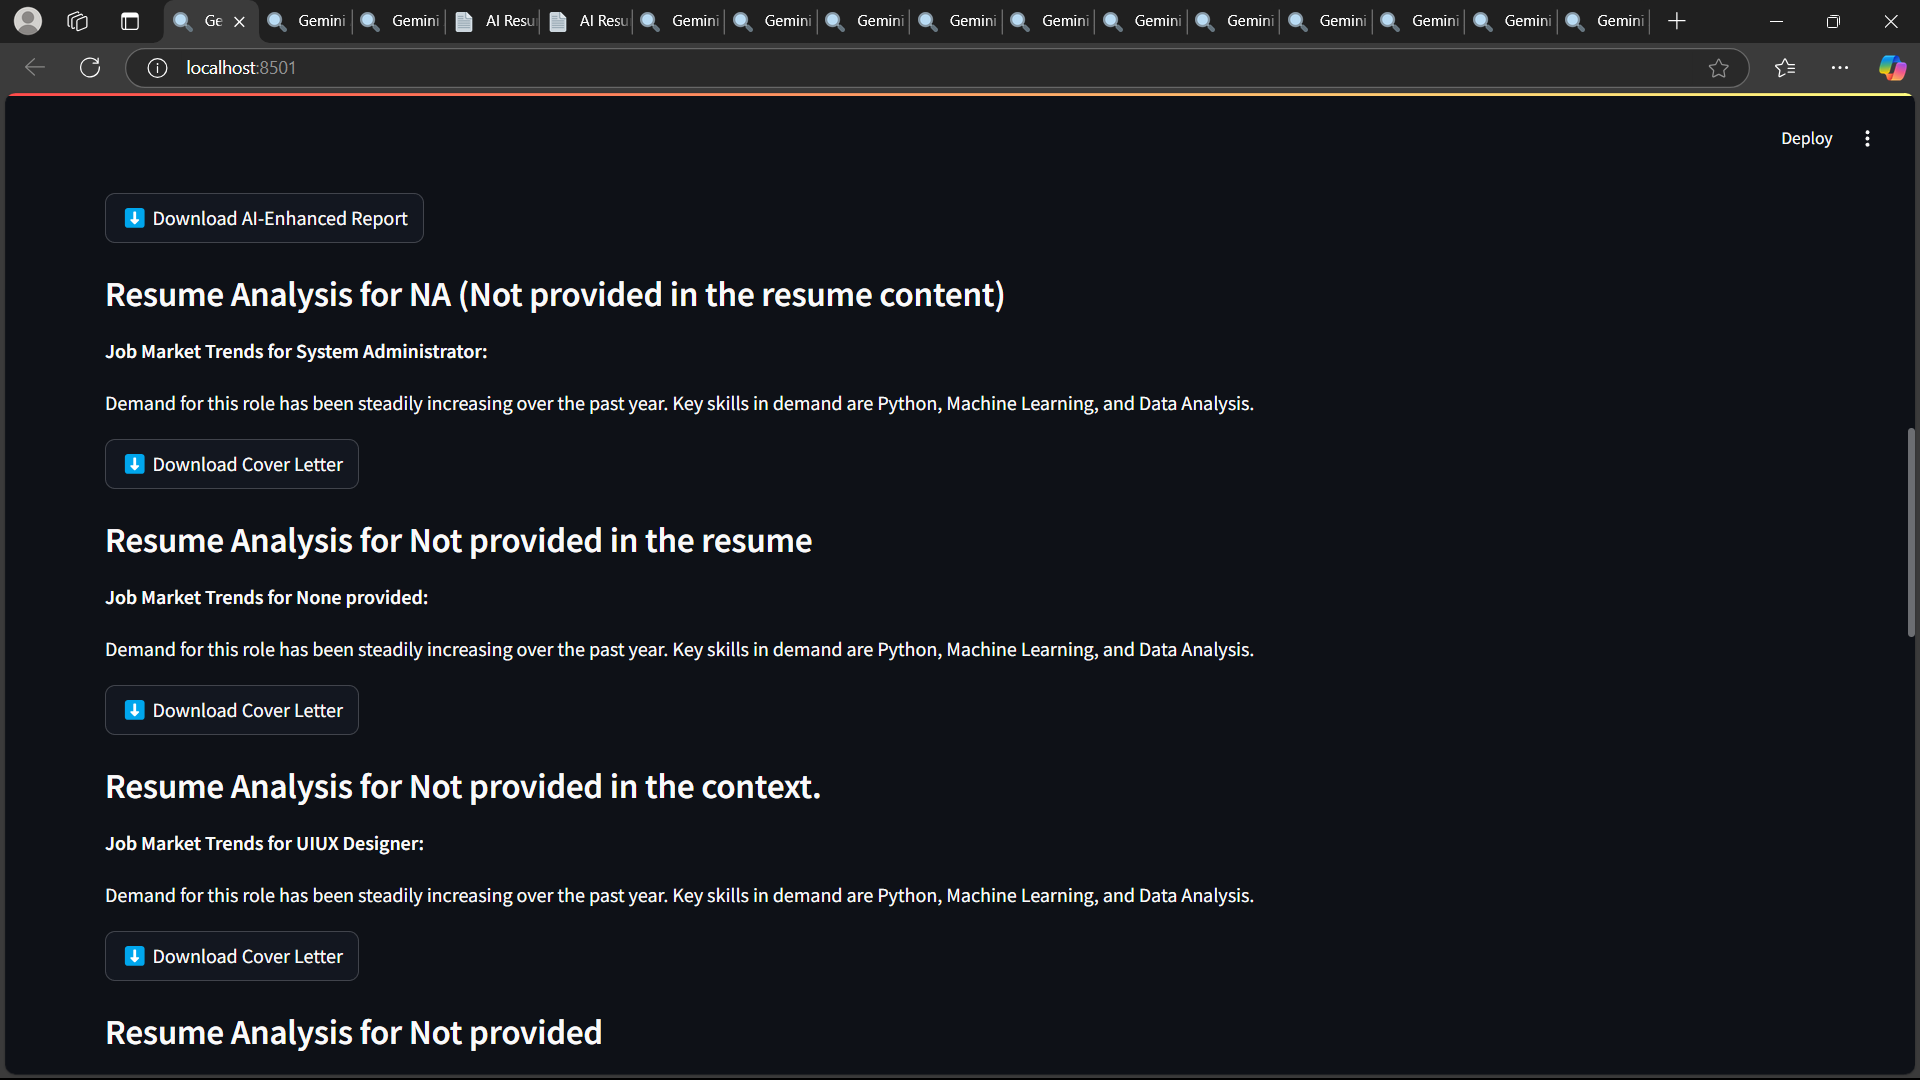 Ge
Gemini
Gemini
AI Resu
AI Resu
Gemini
Gemini
Gemini
Gemini
Gemini
Gemini
Gemini
Gemini
Gemini
Gemini
Gemini
localhost:8501
Deploy
Download AI-Enhanced Report
Resume Analysis for NA (Not provided in the resume content)
Job Market Trends for System Administrator:
Demand for this role has been steadily increasing over the past year. Key skills in demand are Python, Machine Learning, and Data Analysis.
Download Cover Letter
Resume Analysis for Not provided in the resume
Job Market Trends for None provided:
Demand for this role has been steadily increasing over the past year. Key skills in demand are Python, Machine Learning, and Data Analysis.
Download Cover Letter
Resume Analysis for Not provided in the context.
Job Market Trends for UIUX Designer:
Demand for this role has been steadily increasing over the past year. Key skills in demand are Python, Machine Learning, and Data Analysis.
Download Cover Letter
Resume Analysis for Not provided